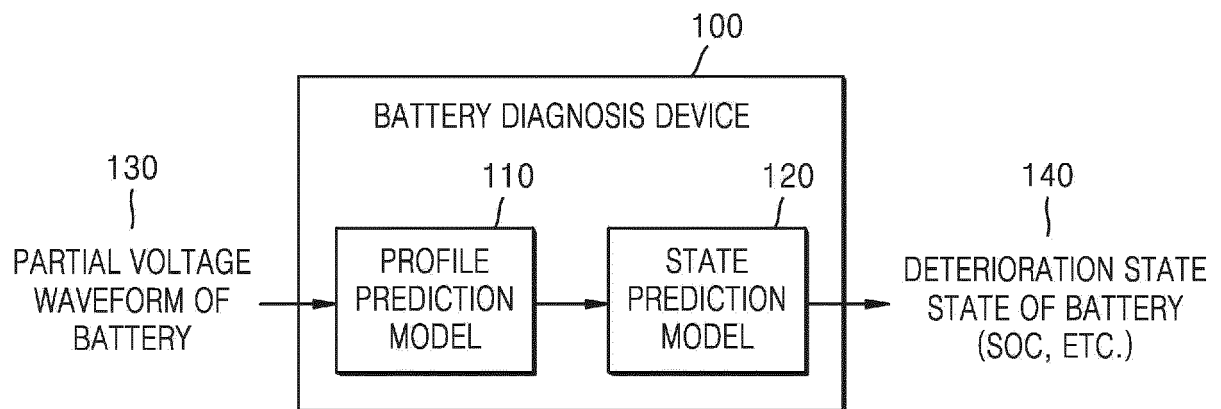 100
BATTERY DIAGNOSIS DEVICE
130
110
120
140
PARTIAL VOLTAGE
WAVEFORM OF
BATTERY
PROFILE
PREDICTION
MODEL
STATE
PREDICTION
MODEL
DETERIORATION STATE
STATE OF BATTERY
(SOC, ETC.)